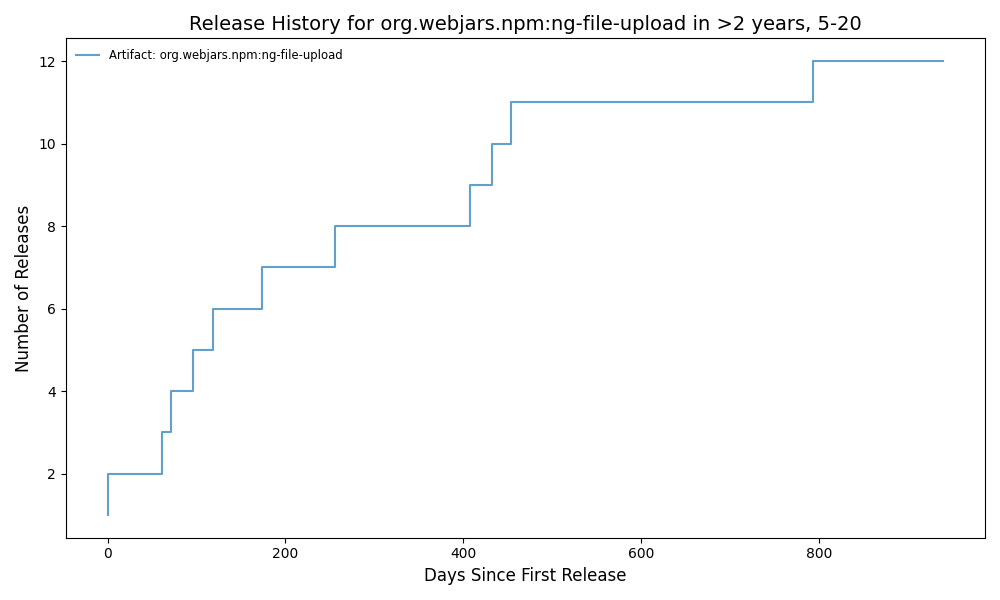 Release History for org.webjars.npm:ng-file-upload in >2 years, 5-20
Artifact: org.webjars.npm:ng-file-upload
12
10
8
6
4
2
Number of Releases
0 200 400 600 800
Days Since First Release